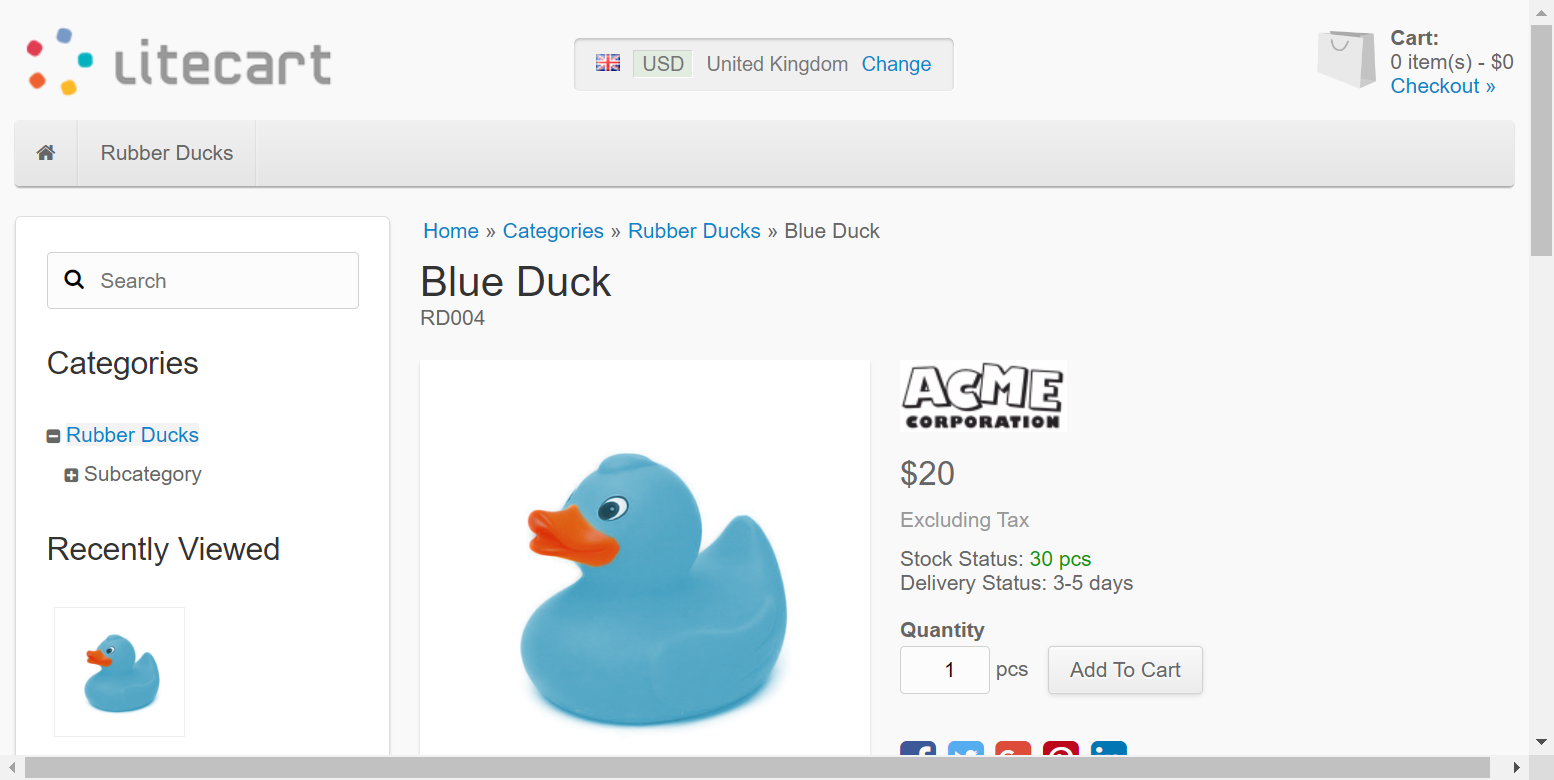 Litecart
USD United Kingdom Change
Cart:
0 item(s) - $0
Checkout »
Rubber Ducks
Search
Categories
Rubber Ducks
Subcategory
Recently Viewed
Home » Categories » Rubber Ducks » Blue Duck
Blue Duck
RD004
ACME
CORPORATION
$20
Excluding Tax
Stock Status: 30 pcs
Delivery Status: 3-5 days
Quantity
1 pcs Add To Cart